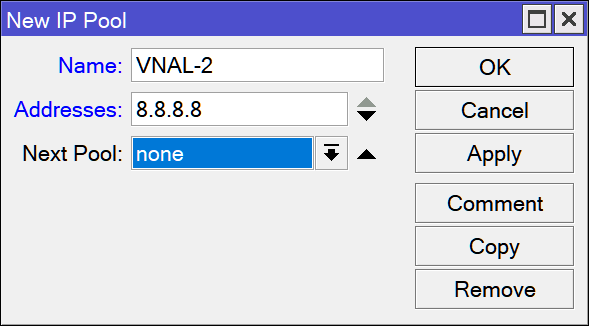 New IP Pool
Name: VNAL-2
OK
Addresses: 8.8.8.8
Cancel
Next Pool: none
Apply
Comment
Copy
Remove